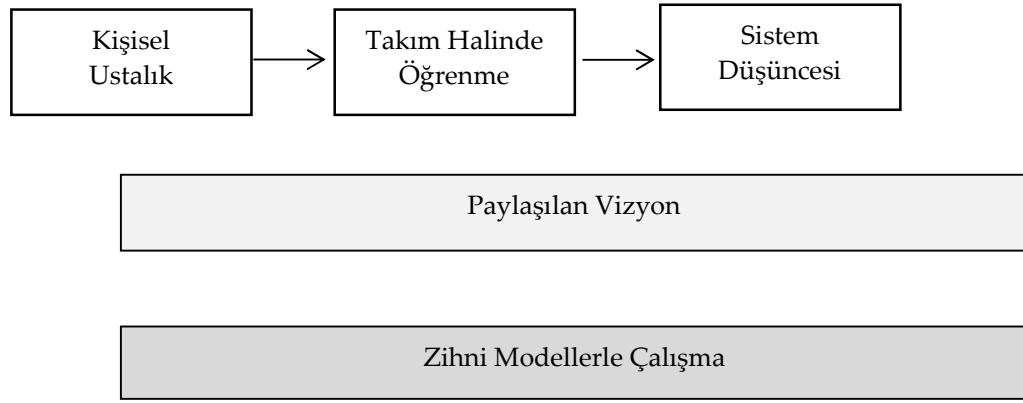 Kişisel
Ustalık
Takım Halinde
Öğrenme
Sistem
Düşüncesi
Paylaşılan Vizyon
Zihni Modellerle Çalışma